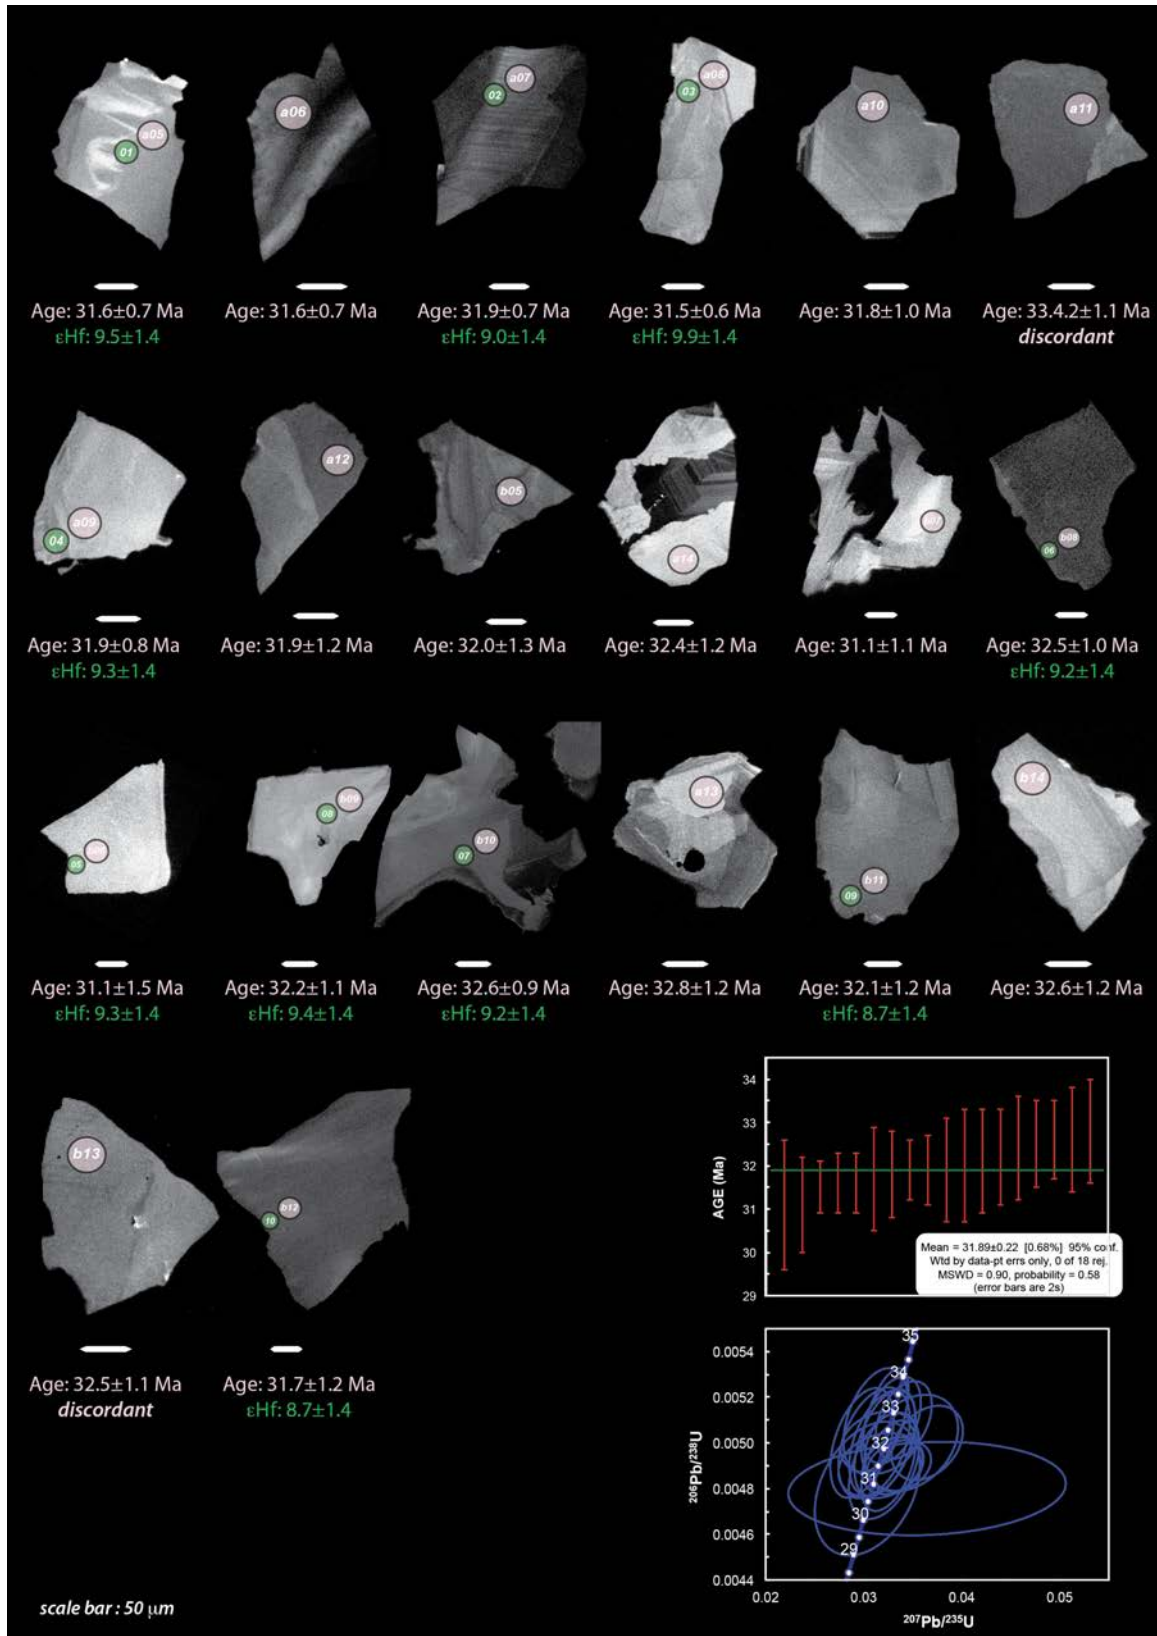 a05
01
a06
a07
02
a08
03
a10
a11
Age: 31.6±0.7 Ma
εHf: 9.5±1.4
Age: 31.6±0.7 Ma
Age: 31.9±0.7 Ma
εHf: 9.0±1.4
Age: 31.5±0.6 Ma
εHf: 9.9±1.4
Age: 31.8±1.0 Ma
Age: 33.4.2±1.1 Ma
discordant
a09
04
a12
b05
a14
b07
b08
06
Age: 31.9±0.8 Ma
εHf: 9.3±1.4
Age: 31.9±1.2 Ma
Age: 32.0±1.3 Ma
Age: 32.4±1.2 Ma
Age: 31.1±1.1 Ma
Age: 32.5±1.0 Ma
εHf: 9.2±1.4
05
b09
08
b10
07
a13
b11
09
b14
Age: 31.1±1.5 Ma
εHf: 9.3±1.4
Age: 32.2±1.1 Ma
εHf: 9.4±1.4
Age: 32.6±0.9 Ma
εHf: 9.2±1.4
Age: 32.8±1.2 Ma
Age: 32.1±1.2 Ma
εHf: 8.7±1.4
Age: 32.6±1.2 Ma
b13
b12
10
Age: 32.5±1.1 Ma
discordant
Age: 31.7±1.2 Ma
εHf: 8.7±1.4
34
33
32
31
30
29
AGE (Ma)
Mean = 31.89±0.22 [0.68%] 95% conf.
Wtd by data-pt errs only, 0 of 18 rej.
MSWD = 0.90, probability = 0.58
(error bars are 2s)
0.0054
0.0052
0.0050
0.0048
0.0046
0.0044
²⁰⁶Pb/²³⁸U
35
34
33
32
31
30
29
0.02
0.03
0.04
0.05
²⁰⁷Pb/²³⁵U
scale bar : 50 μm